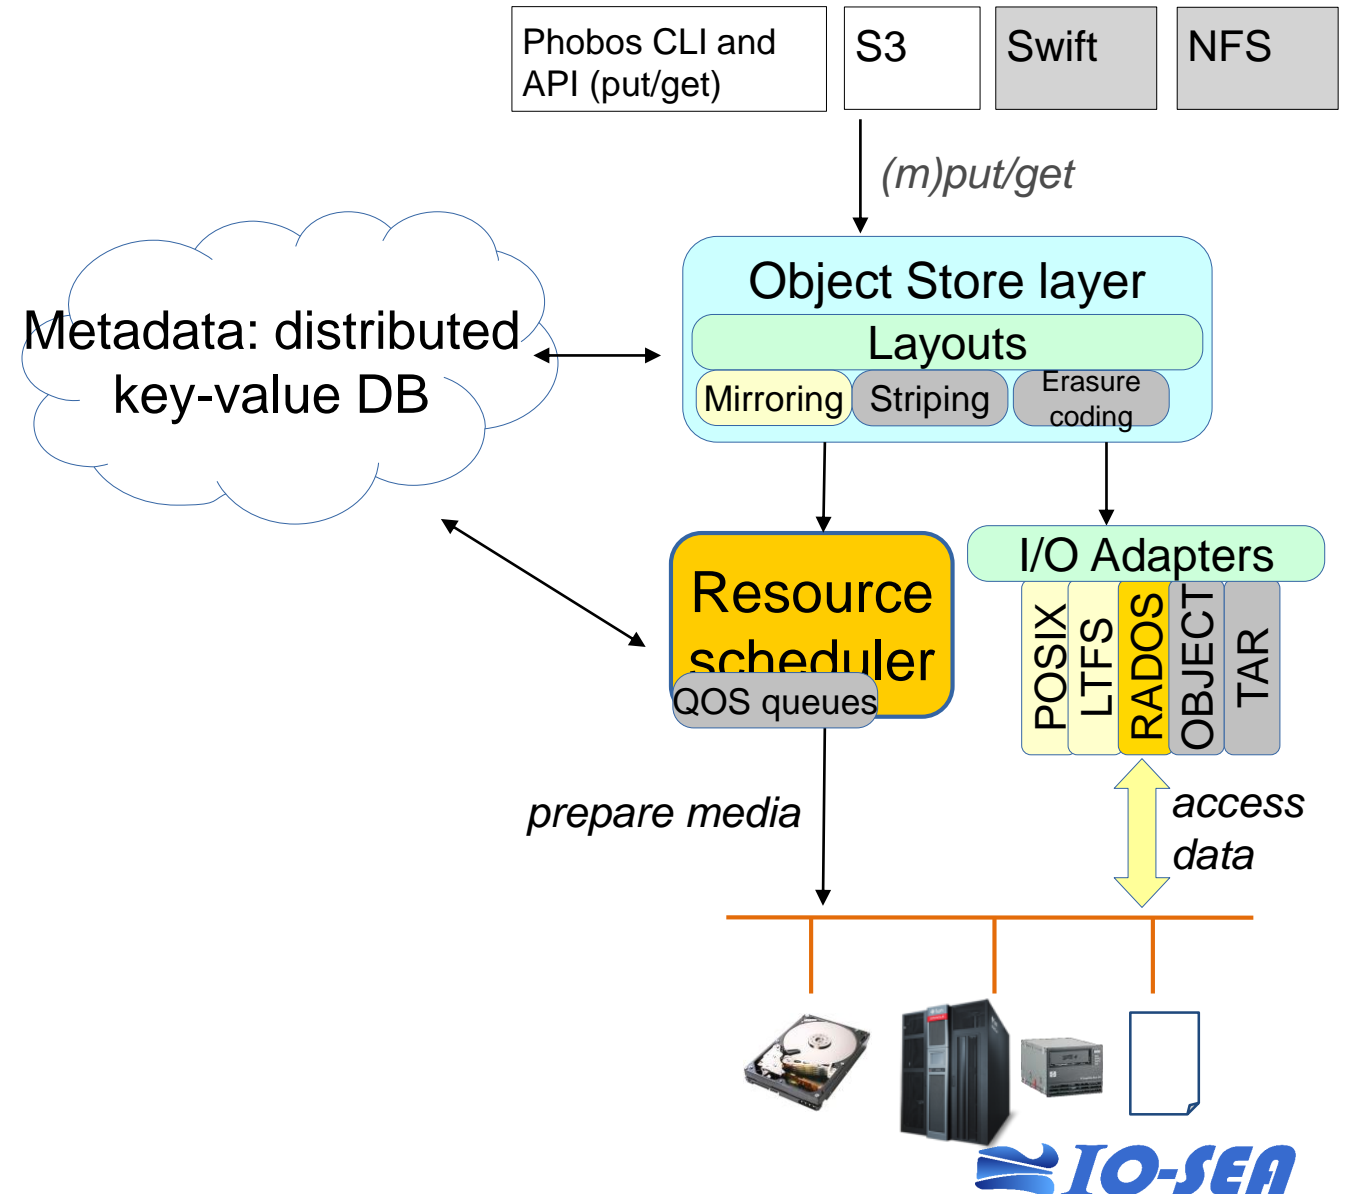 Phobos CLI and
API (put/get)
S3
Swift
NFS
(m)put/get
Object Store layer
Layouts
Mirroring
Striping
Erasure
coding
Metadata: distributed
key-value DB
Resource
scheduler
QOS queues
I/O Adapters
POSIX
LTFS
RADOS
OBJECT
TAR
prepare media
access
data
IO-SEA